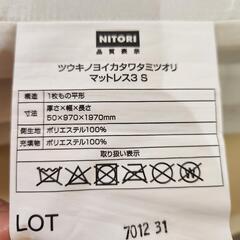 NITORI
品質表示
ツウキノヨイカタワタミツオリ
マットレス3 S
構造 1枚もの平形
寸法 厚さ×幅×長さ
50×970×1970mm
側生地 ポリエステル100%
充填物 ポリエステル100%
取り扱い表示
LOT 7012 31